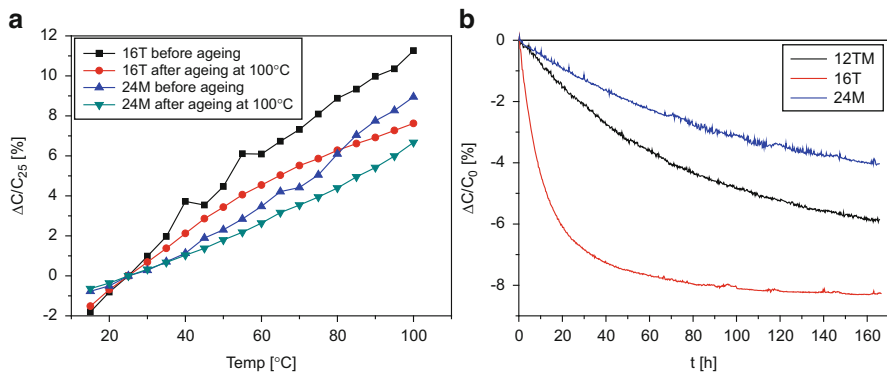 a
16T before ageing
16T after ageing at 100°C
24M before ageing
24M after ageing at 100°C
ΔC/C25 [%]
12
10
8
6
4
2
0
-2
20
40
60
80
100
Temp [°C]
b
12TM
16T
24M
ΔC/C0 [%]
0
-2
-4
-6
-8
0
20
40
60
80
100
120
140
160
t [h]